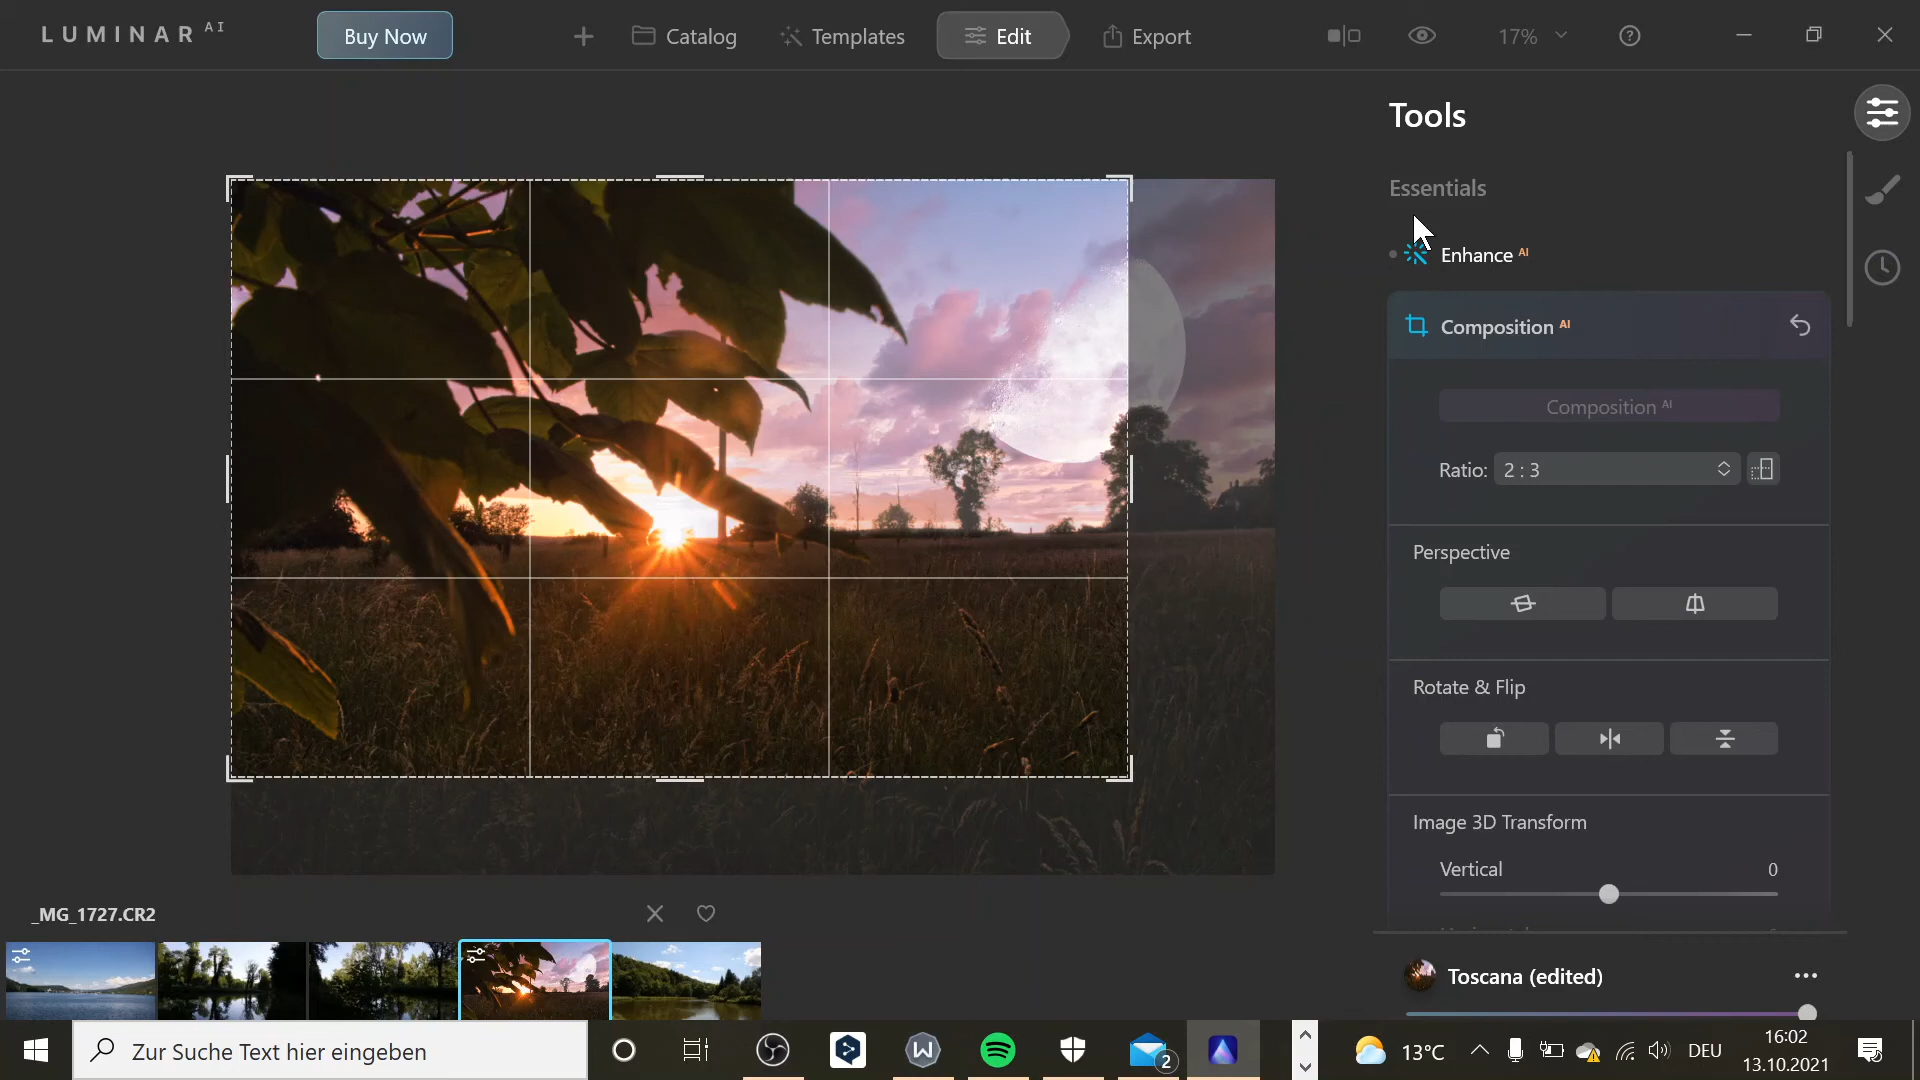 LUMINAR AI
Buy Now
Catalog
Templates
Edit
Export
17%
Tools
Essentials
Enhance AI
Composition AI
Composition AI
Ratio: 2 : 3
Perspective
Rotate & Flip
Image 3D Transform
Vertical 0
_MG_1727.CR2
Toscana (edited)
Zur Suche Text hier eingeben
2
13°C
DEU
16:02
13.10.2021